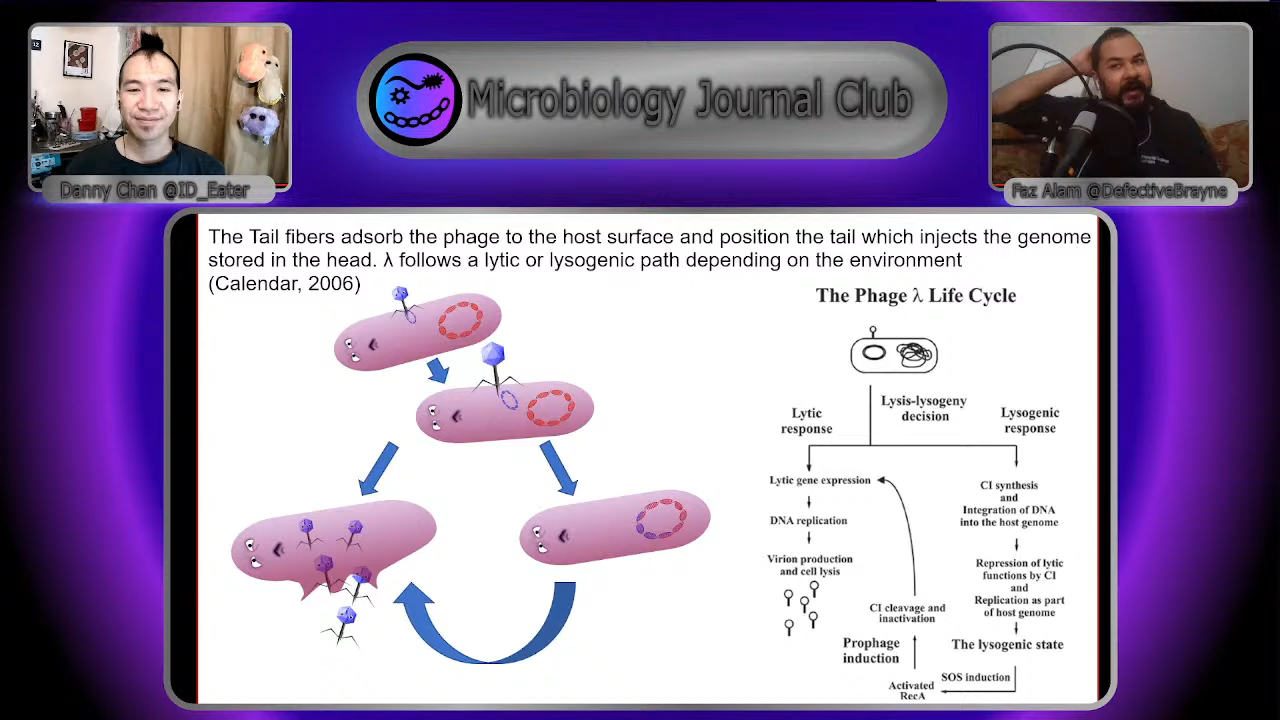 Microbiology Journal Club
Danny Chan @ID_Eater
Faz Alam @DefectiveBrayne
The Tail fibers adsorb the phage to the host surface and position the tail which injects the genome
stored in the head. λ follows a lytic or lysogenic path depending on the environment
(Calendar, 2006)
The Phage λ Life Cycle
Lysis-lysogeny
decision
Lytic
response
Lysogenic
response
Lytic gene expression
DNA replication
Virion production
and cell lysis
CI synthesis
and
Integration of DNA
into the host genome
Repression of lytic
functions by CI
and
Replication as part
of host genome
The lysogenic state
SOS induction
Activated
RecA
Prophage
induction
CI cleavage and
inactivation